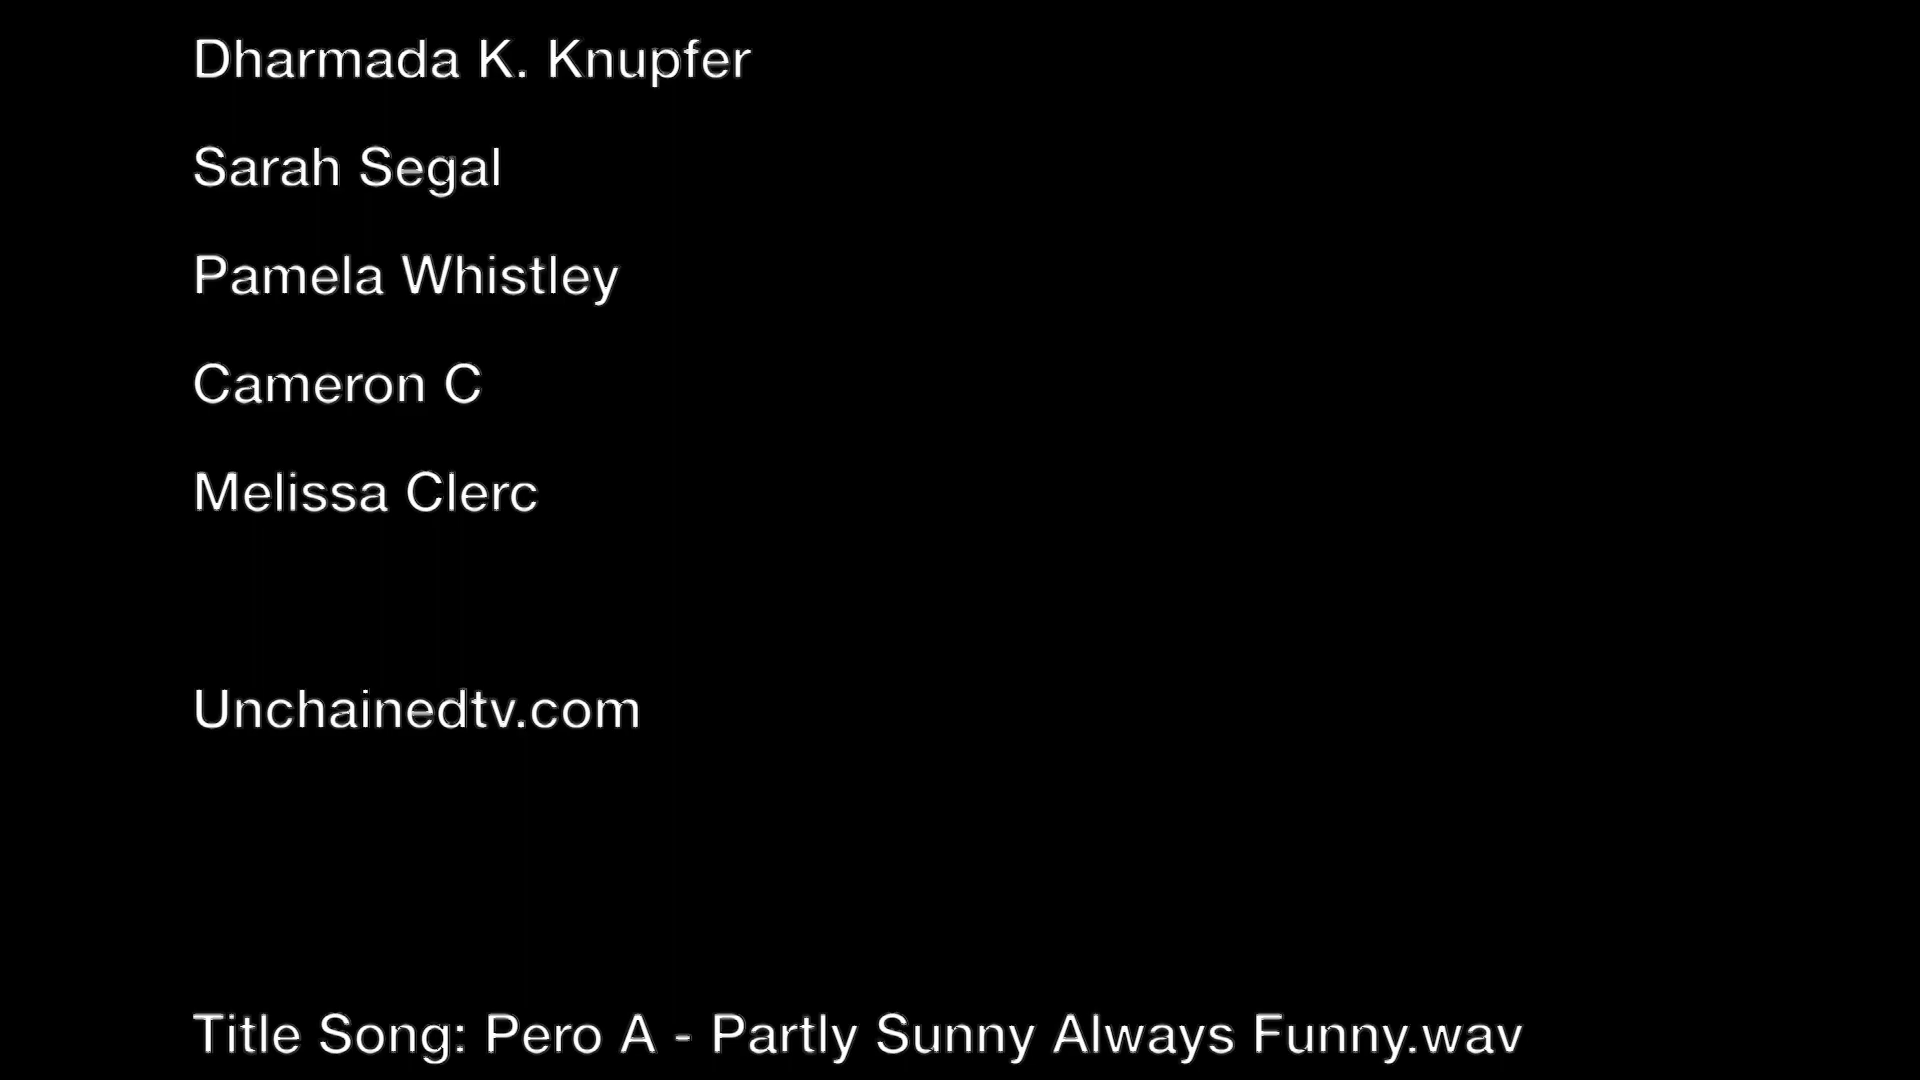 Dharmada K. Knupfer
Sarah Segal
Pamela Whistley
Cameron C
Melissa Clerc
Unchainedtv.com
Title Song: Pero A - Partly Sunny Always Funny.wav